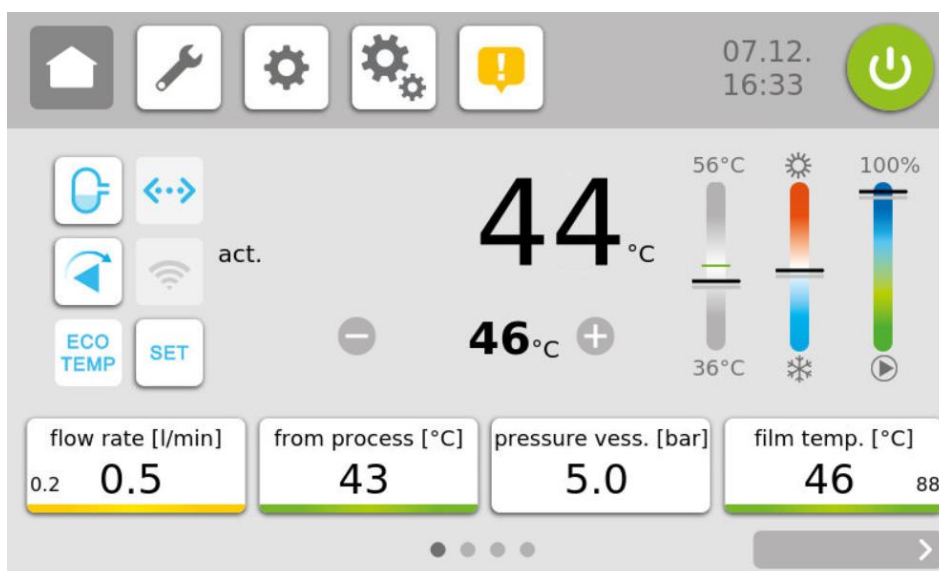 07.12.
16:33
56°C
100%
act.
44 °C
ECO
TEMP
SET
46 °C
36°C
flow rate [l/min]
from process [°C]
pressure vess. [bar]
film temp. [°C]
0.2 0.5
43
5.0
46 88